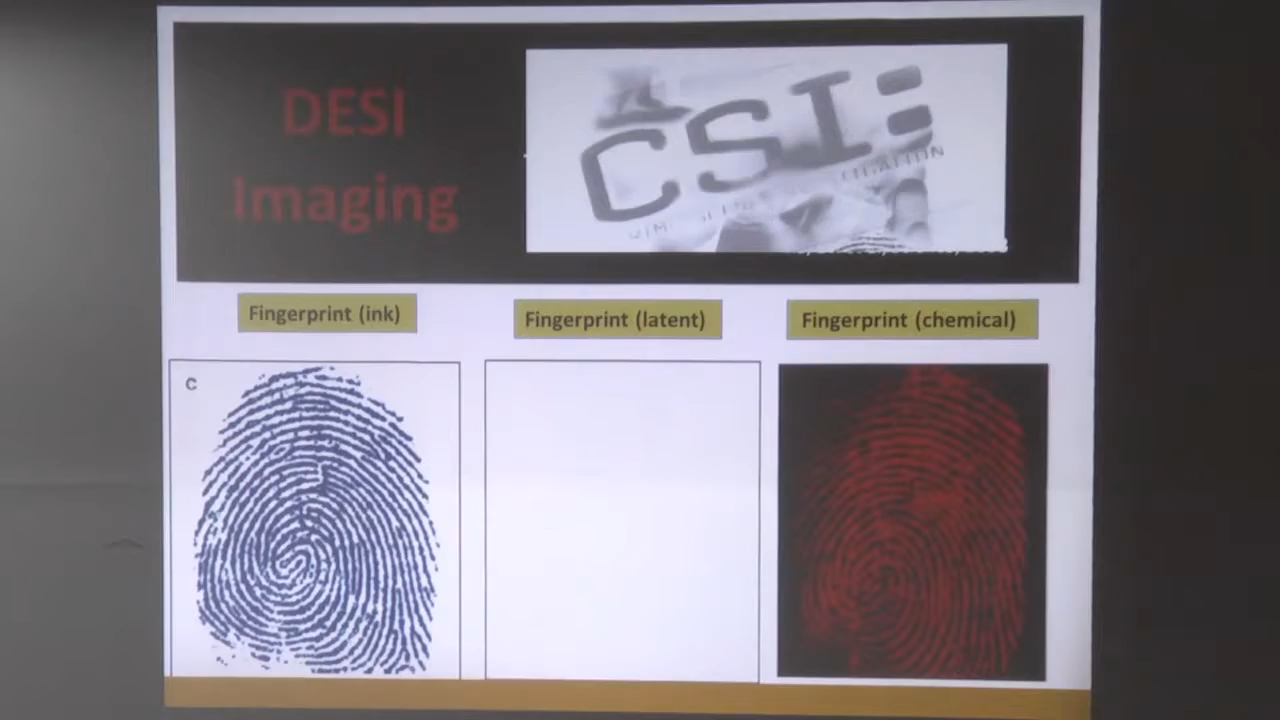 DESI
Imaging
CSI:
Fingerprint (ink)
Fingerprint (latent)
Fingerprint (chemical)
C